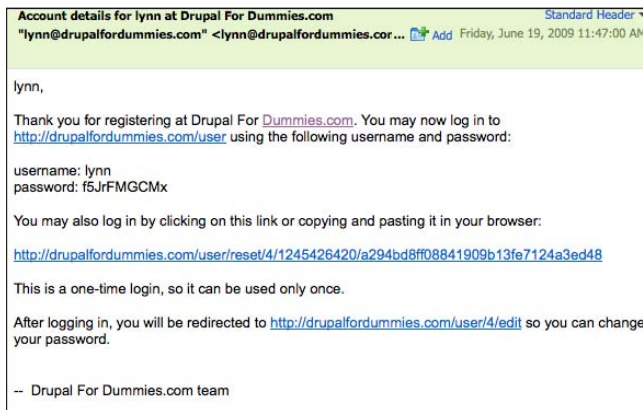 Account details for lynn at Drupal For Dummies.com Standard Header
"lynn@drupalfordummies.com" <lynn@drupalfordummies.cor... Add Friday, June 19, 2009 11:47:00 AM
lynn,
Thank you for registering at Drupal For Dummies.com. You may now log in to
http://drupalfordummies.com/user using the following username and password:
username: lynn
password: f5JrFMGCMx
You may also log in by clicking on this link or copying and pasting it in your browser:
http://drupalfordummies.com/user/reset/4/1245426420/a294bd8ff08841909b13fe7124a3ed48
This is a one-time login, so it can be used only once.
After logging in, you will be redirected to http://drupalfordummies.com/user/4/edit so you can change
your password.
-- Drupal For Dummies.com team